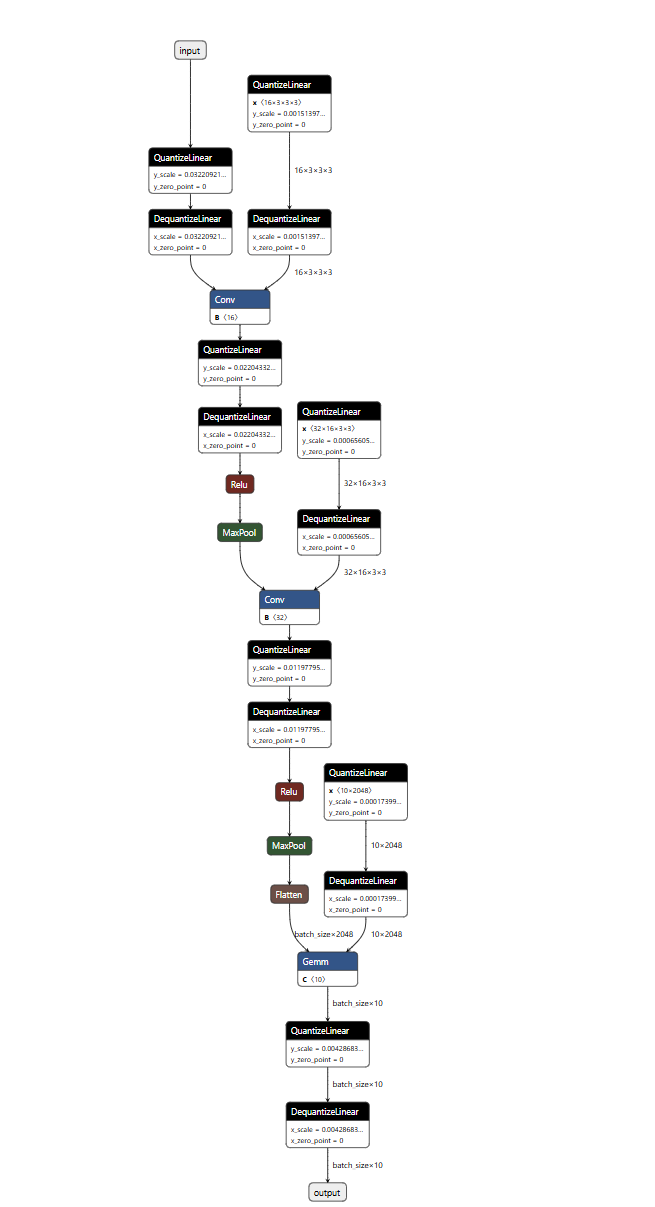 input
QuantizeLinear
x 〈16×3×3×3〉
y_scale = 0.00151397…
y_zero_point = 0
QuantizeLinear
y_scale = 0.03220921…
y_zero_point = 0
16×3×3×3
DequantizeLinear
x_scale = 0.03220921…
x_zero_point = 0
DequantizeLinear
x_scale = 0.00151397…
x_zero_point = 0
16×3×3×3
Conv
B 〈16〉
QuantizeLinear
y_scale = 0.02204332…
y_zero_point = 0
DequantizeLinear
x_scale = 0.02204332…
x_zero_point = 0
QuantizeLinear
x 〈32×16×3×3〉
y_scale = 0.00065605…
y_zero_point = 0
Relu
32×16×3×3
MaxPool
DequantizeLinear
x_scale = 0.00065605…
x_zero_point = 0
32×16×3×3
Conv
B 〈32〉
QuantizeLinear
y_scale = 0.01197795…
y_zero_point = 0
DequantizeLinear
x_scale = 0.01197795…
x_zero_point = 0
QuantizeLinear
x 〈10×2048〉
y_scale = 0.00017399…
y_zero_point = 0
Relu
MaxPool
10×2048
Flatten
DequantizeLinear
x_scale = 0.00017399…
x_zero_point = 0
batch_size×2048
10×2048
Gemm
C 〈10〉
batch_size×10
QuantizeLinear
y_scale = 0.00428683…
y_zero_point = 0
batch_size×10
DequantizeLinear
x_scale = 0.00428683…
x_zero_point = 0
batch_size×10
output